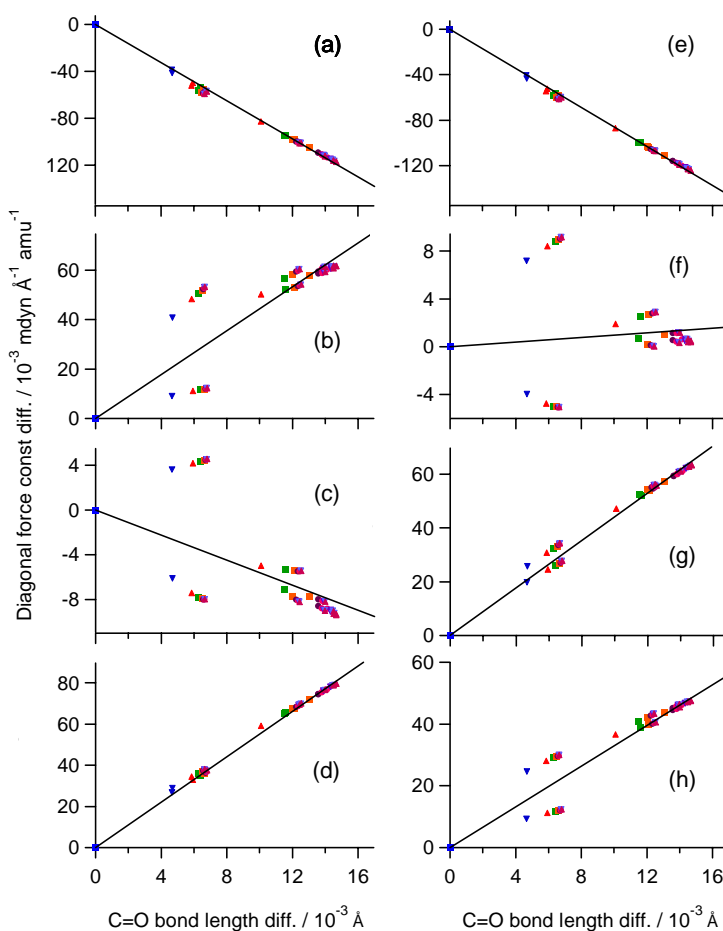 0
-40
-80
120
(a)
0
-40
-80
-120
(e)
60
40
20
0
(b)
8
4
0
-4
(f)
4
0
-4
-8
(c)
60
40
20
0
(g)
80
60
40
20
0
(d)
60
40
20
0
(h)
0 4 8 12 16
0 4 8 12 16
C=O bond length diff. / 10⁻³ Å
C=O bond length diff. / 10⁻³ Å
Diagonal force const diff. / 10⁻³ mdyn Å⁻¹ amu⁻¹